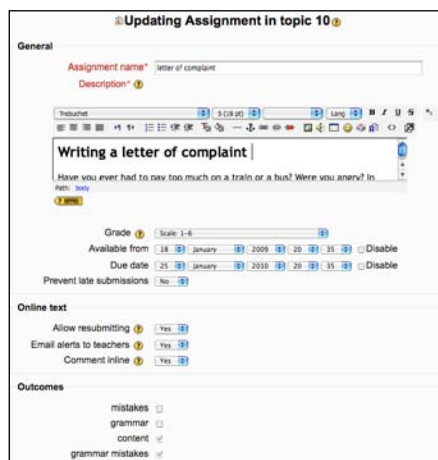 Updating Assignment in topic 10
General
Assignment name* letter of complaint
Description*
Trebuchet 5 (18 pt) Lang B I U S
Writing a letter of complaint
Have you ever had to pay too much on a train or a bus? Were you angry? In
Path: body
Grade Scale: 1-6
Available from 18 January 2009 20 35 Disable
Due date 25 January 2010 20 35 Disable
Prevent late submissions No
Online text
Allow resubmitting Yes
Email alerts to teachers Yes
Comment inline Yes
Outcomes
mistakes
grammar
content
grammar mistakes